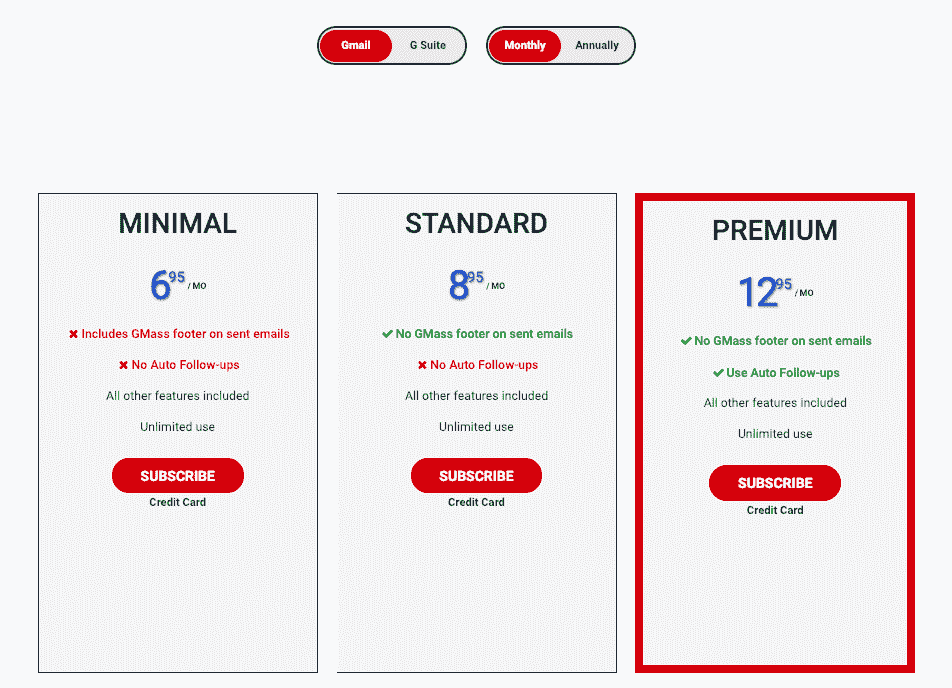 Gmail G Suite Monthly Annually
MINIMAL
6 95 / MO
✖ Includes GMass footer on sent emails
✖ No Auto Follow-ups
All other features included
Unlimited use
SUBSCRIBE
Credit Card
STANDARD
8 95 / MO
✔ No GMass footer on sent emails
✖ No Auto Follow-ups
All other features included
Unlimited use
SUBSCRIBE
Credit Card
PREMIUM
12 95 / MO
✔ No GMass footer on sent emails
✔ Use Auto Follow-ups
All other features included
Unlimited use
SUBSCRIBE
Credit Card